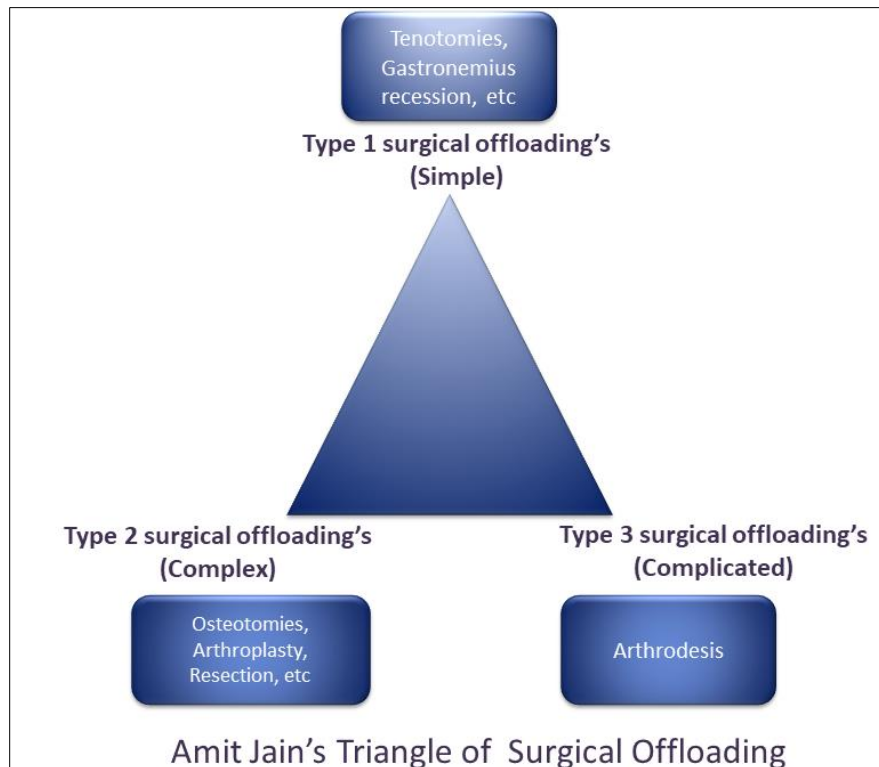 Tenotomies,
Gastronemius
recession, etc
Type 1 surgical offloading's
(Simple)
Type 2 surgical offloading's
(Complex)
Osteotomies,
Arthroplasty,
Resection, etc
Type 3 surgical offloading's
(Complicated)
Arthrodesis
Amit Jain's Triangle of Surgical Offloading